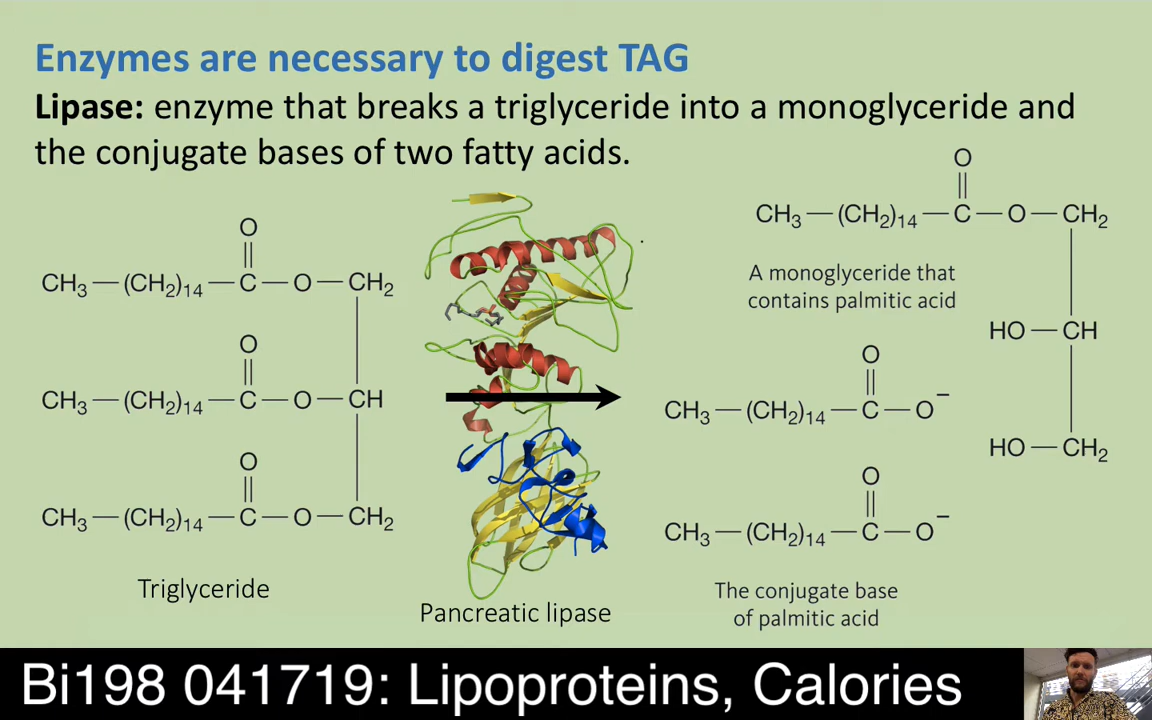 Enzymes are necessary to digest TAG
Lipase: enzyme that breaks a triglyceride into a monoglyceride and
the conjugate bases of two fatty acids.
O
CH₃—(CH₂)₁₄—C—O—CH₂
O
CH₃—(CH₂)₁₄—C—O—CH
O
CH₃—(CH₂)₁₄—C—O—CH₂
Triglyceride
Pancreatic lipase
O
CH₃—(CH₂)₁₄—C—O—CH₂
A monoglyceride that
contains palmitic acid
HO—CH
O
CH₃—(CH₂)₁₄—C—O⁻
HO—CH₂
O
CH₃—(CH₂)₁₄—C—O⁻
The conjugate base
of palmitic acid
Bi198 041719: Lipoproteins, Calories